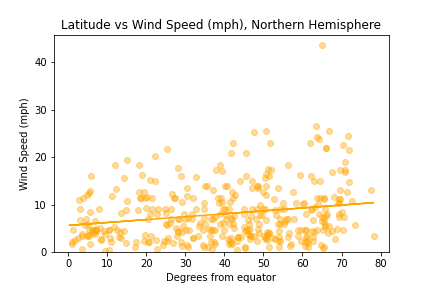 Latitude vs Wind Speed (mph), Northern Hemisphere
Wind Speed (mph)
40
30
20
10
0
0 10 20 30 40 50 60 70 80
Degrees from equator